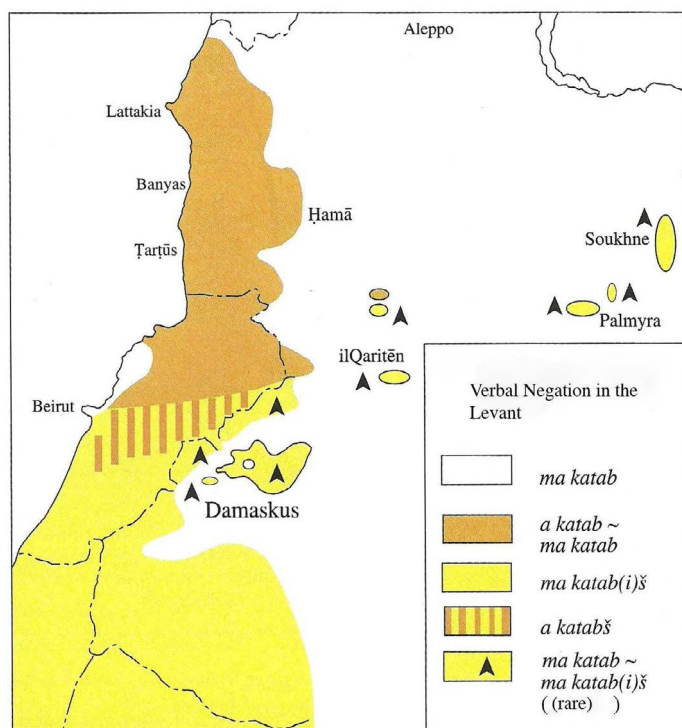 Aleppo
Lattakia
Banyas
Ḥamā
Ṭarṭūs
Soukhne
Palmyra
ilQaritēn
Beirut
Damaskus
Verbal Negation in the
Levant
ma katab
a katab ~
ma katab
ma katab(i)š
a katabš
ma katab ~
ma katab(i)š
( (rare) )